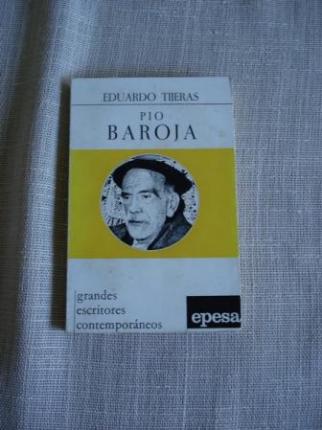 EDUARDO TIJERAS
PIO
BAROJA
grandes
escritores
contemporáneos
epesa